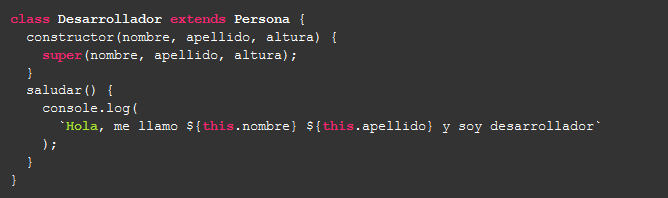 class Desarrollador extends Persona {
  constructor(nombre, apellido, altura) {
    super(nombre, apellido, altura);
  }
  saludar() {
    console.log(
      `Hola, me llamo ${this.nombre} ${this.apellido} y soy desarrollador`
    );
  }
}